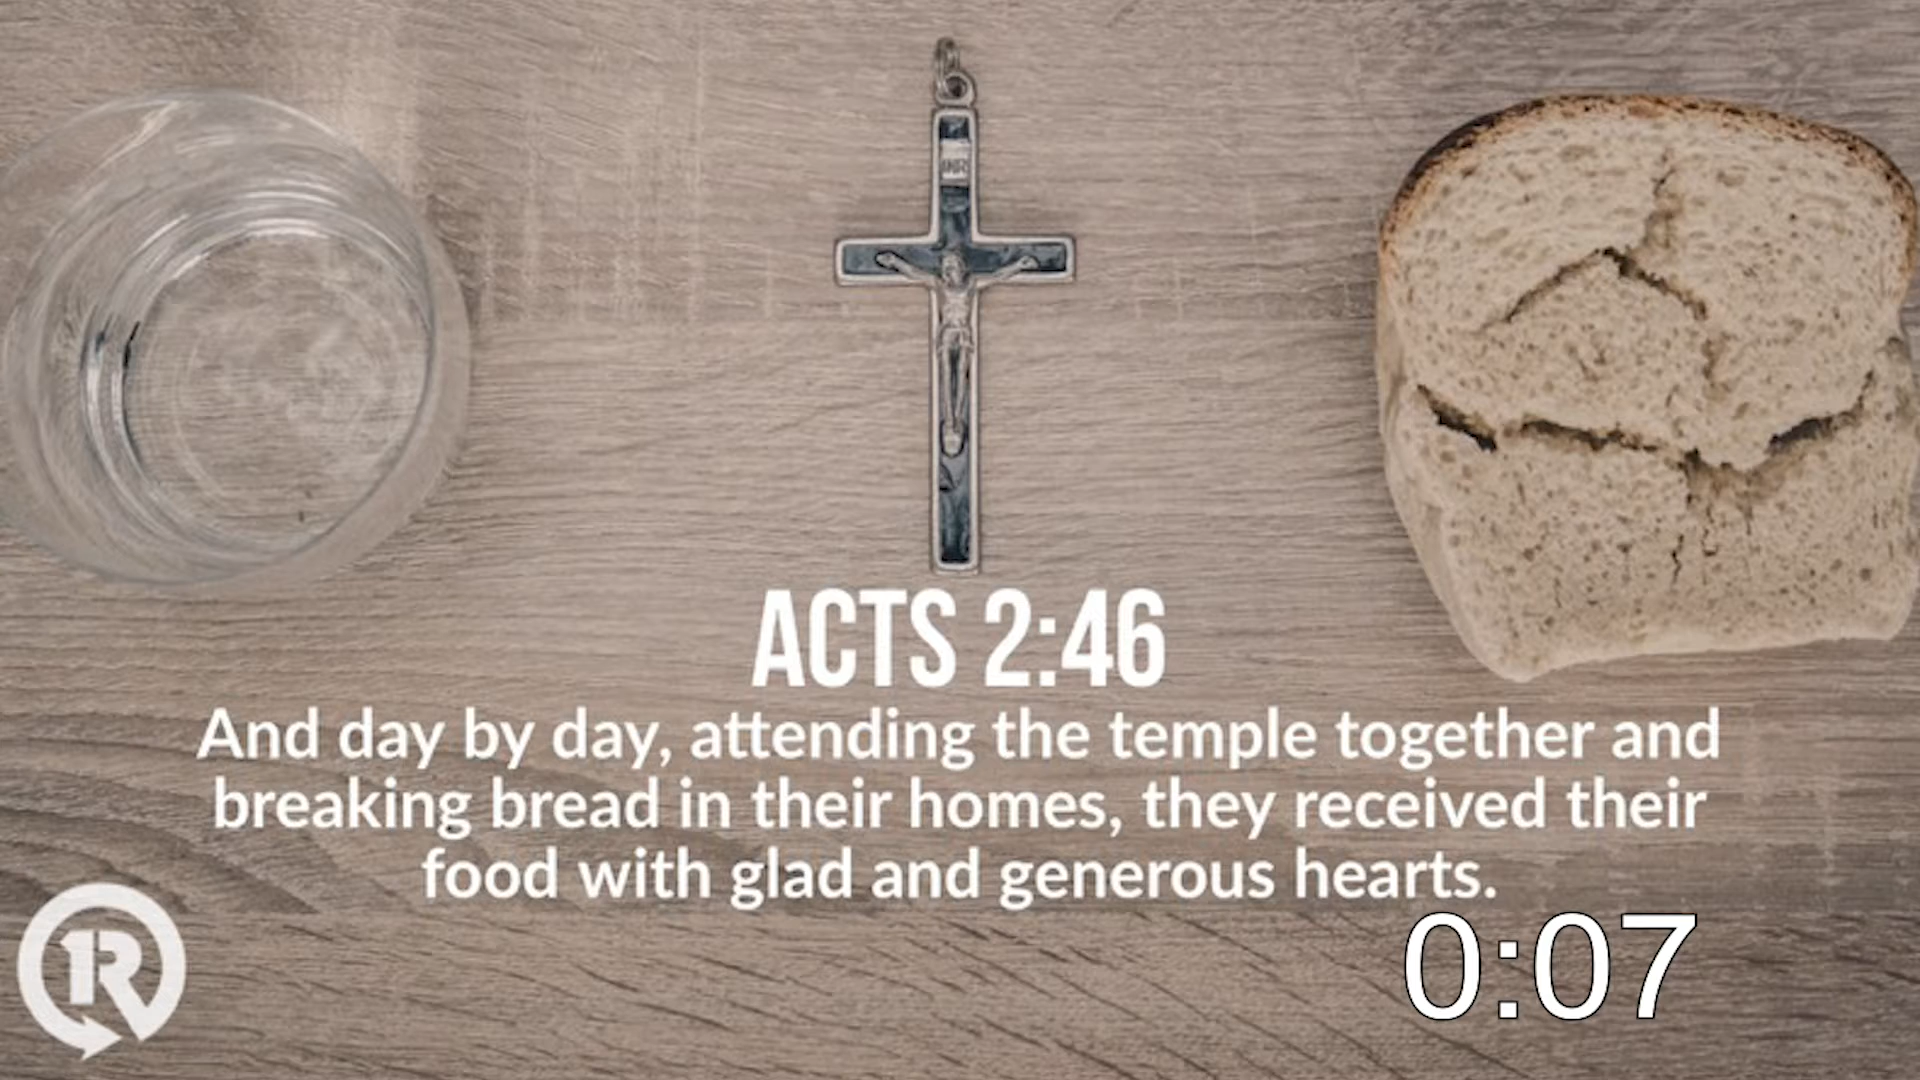 ACTS 2:46
And day by day, attending the temple together and
breaking bread in their homes, they received their
food with glad and generous hearts.
0:07
1R